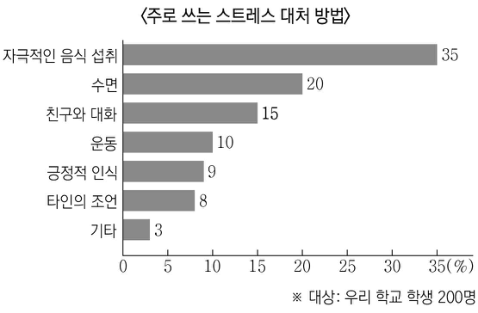 <주로 쓰는 스트레스 대처 방법>
자극적인 음식 섭취 35
수면 20
친구와 대화 15
운동 10
긍정적 인식 9
타인의 조언 8
기타 3
0 5 10 15 20 25 30 35(%)
※ 대상: 우리 학교 학생 200명